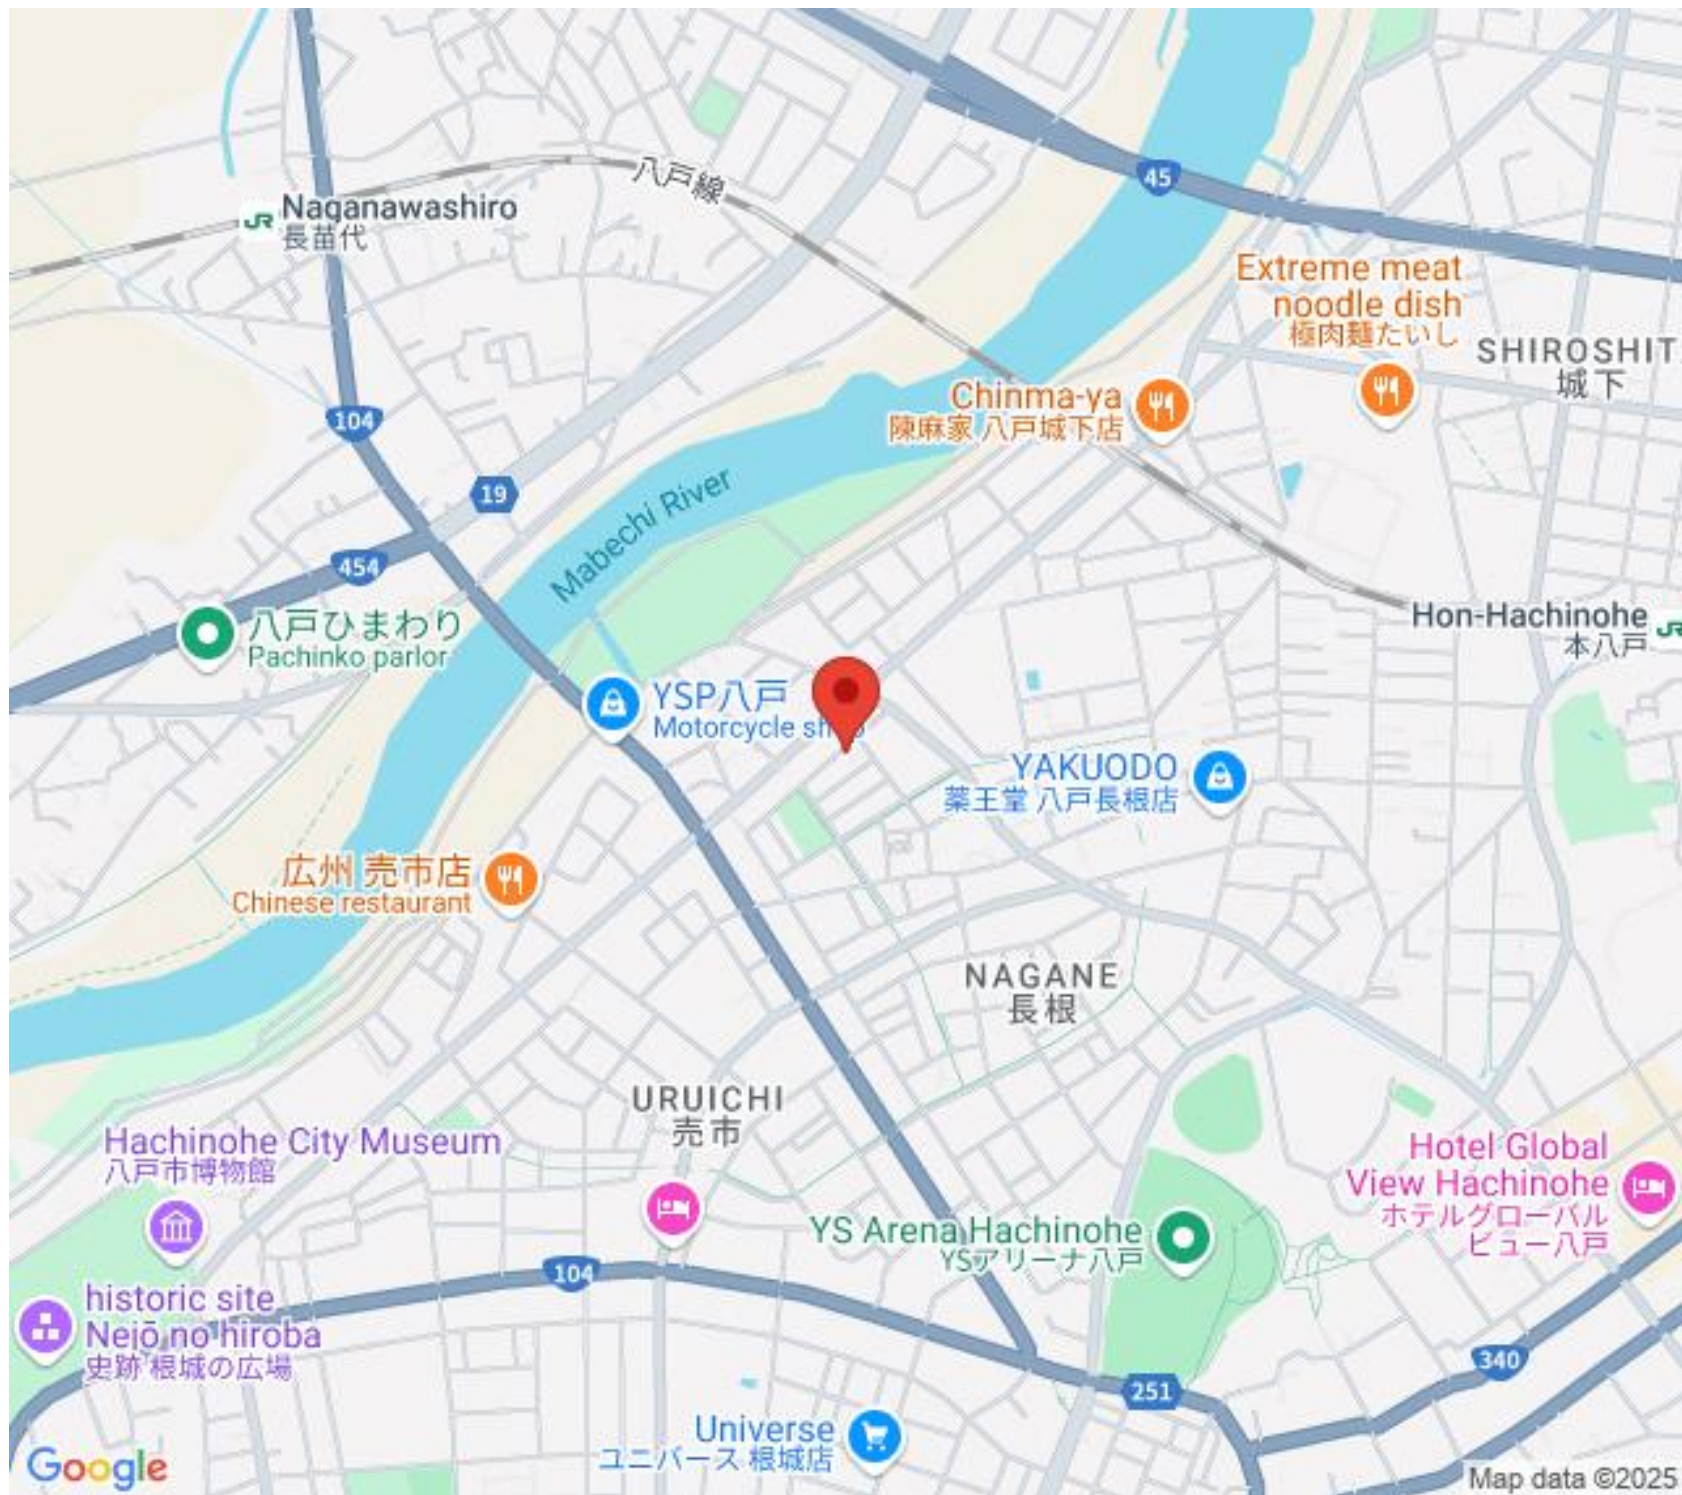 八戸線
45
Naganawashiro
長苗代
Extreme meat
noodle dish
極肉麺たいし
SHIROSHIT
城下
Chinma-ya
陳麻家 八戸城下店
104
19
Mabechi River
454
八戸ひまわり
Pachinko parlor
Hon-Hachinohe
本八戸
YSP八戸
Motorcycle sh
YAKUODO
薬王堂 八戸長根店
広州 売市店
Chinese restaurant
NAGANE
長根
URUICHI
売市
Hachinohe City Museum
八戸市博物館
Hotel Global
View Hachinohe
ホテルグローバル
ビュー八戸
YS Arena Hachinohe
YSアリーナ八戸
104
historic site
Nejō no hiroba
史跡 根城の広場
340
251
Universe
ユニバース 根城店
Google
Map data ©2025